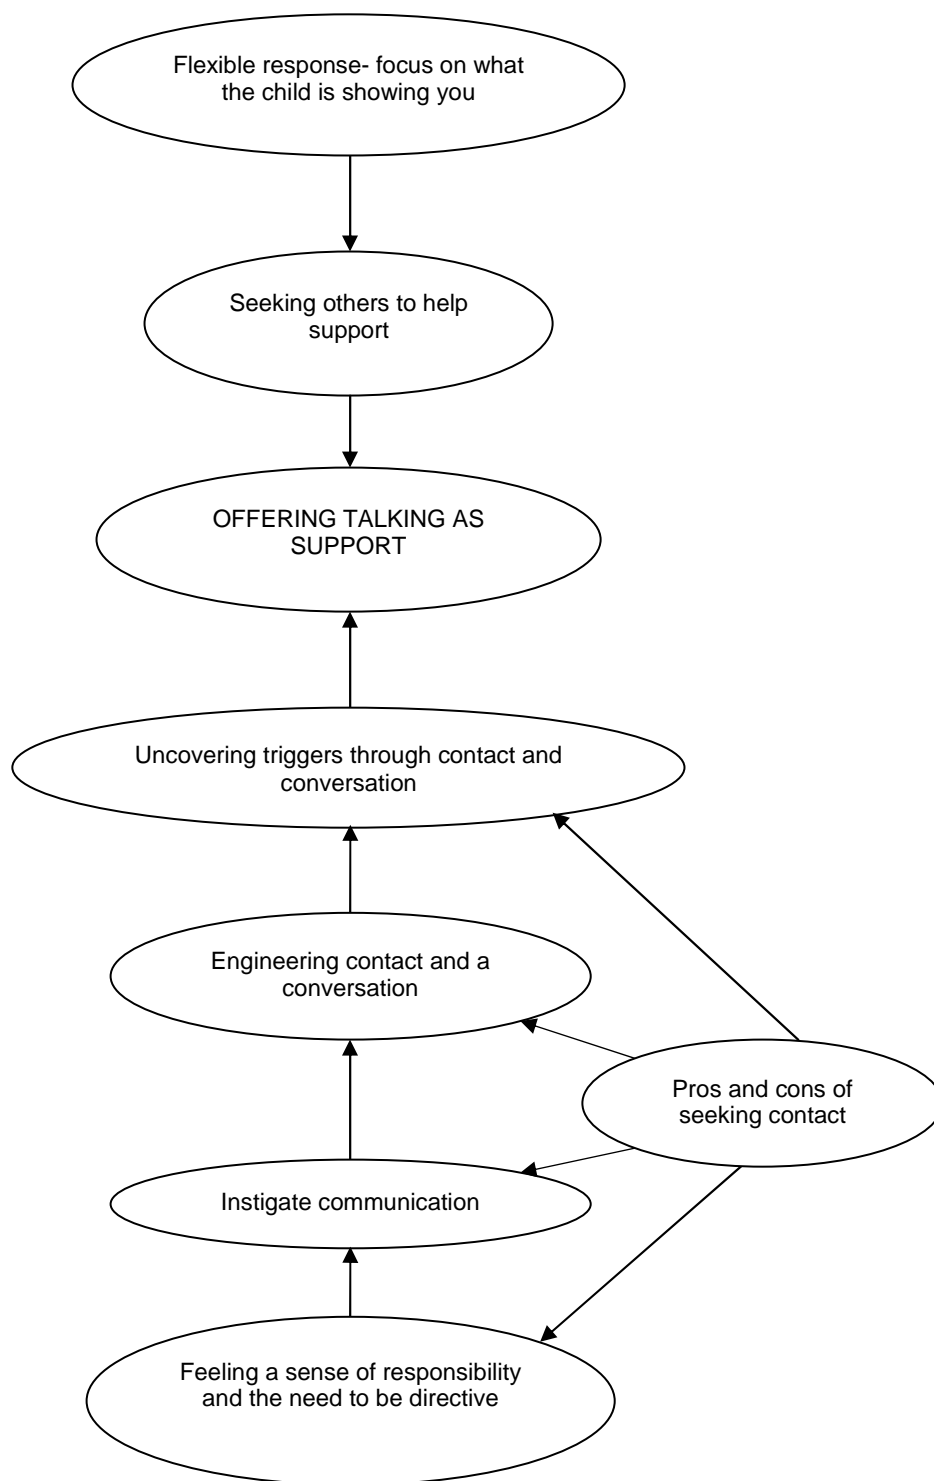 Flexible response- focus on what
the child is showing you
Seeking others to help
support
OFFERING TALKING AS
SUPPORT
Uncovering triggers through contact and
conversation
Engineering contact and a
conversation
Pros and cons of
seeking contact
Instigate communication
Feeling a sense of responsibility
and the need to be directive